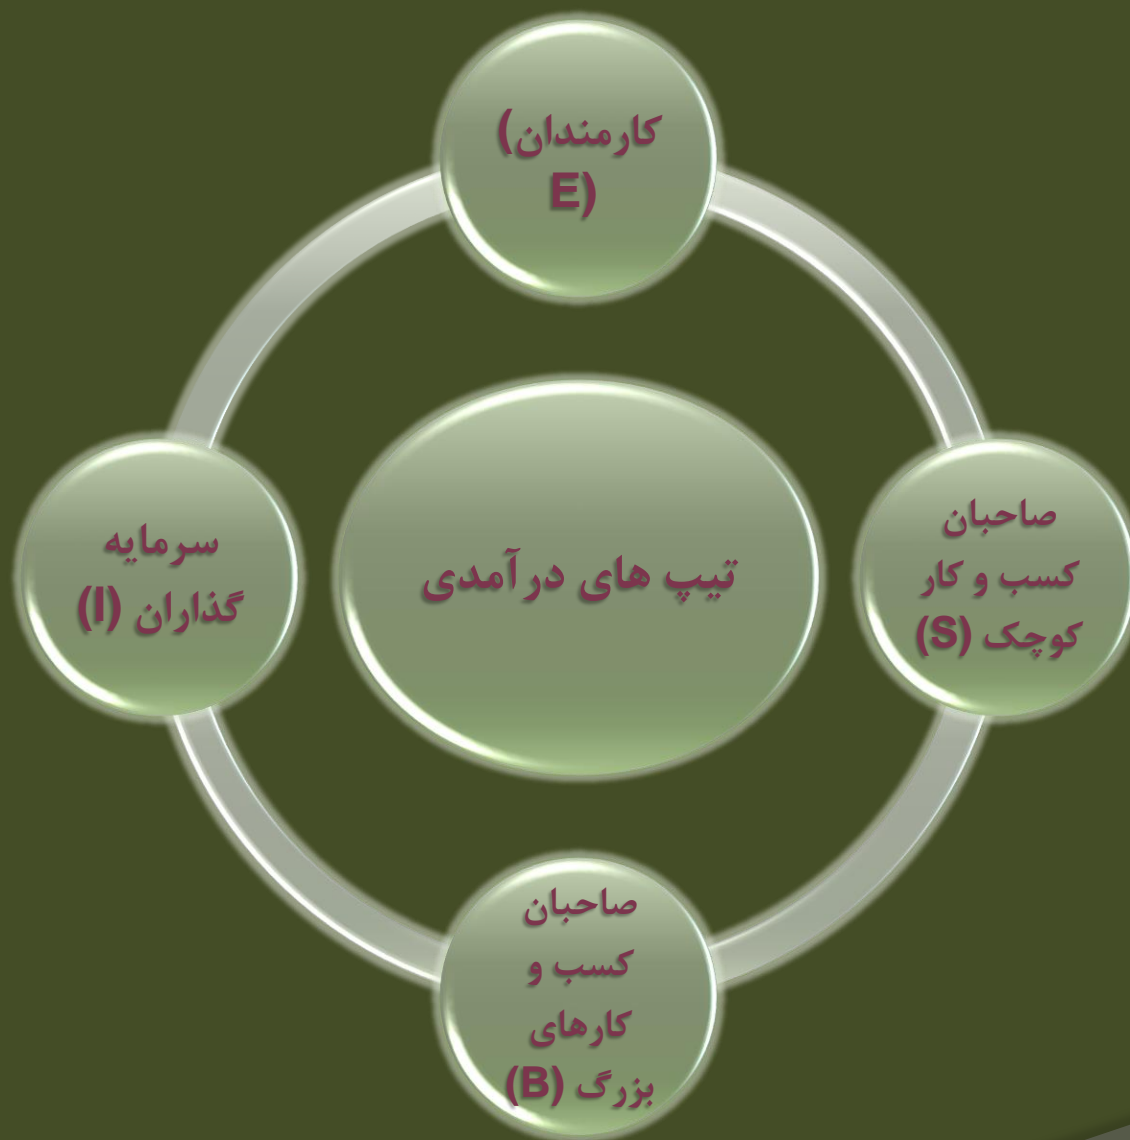 کارمندان(
E)
صاحبان
کسب و کار
کوچک (S)
تیپ های درآمدی
سرمایه
گذاران (I)
صاحبان
کسب و
کارهای
بزرگ (B)